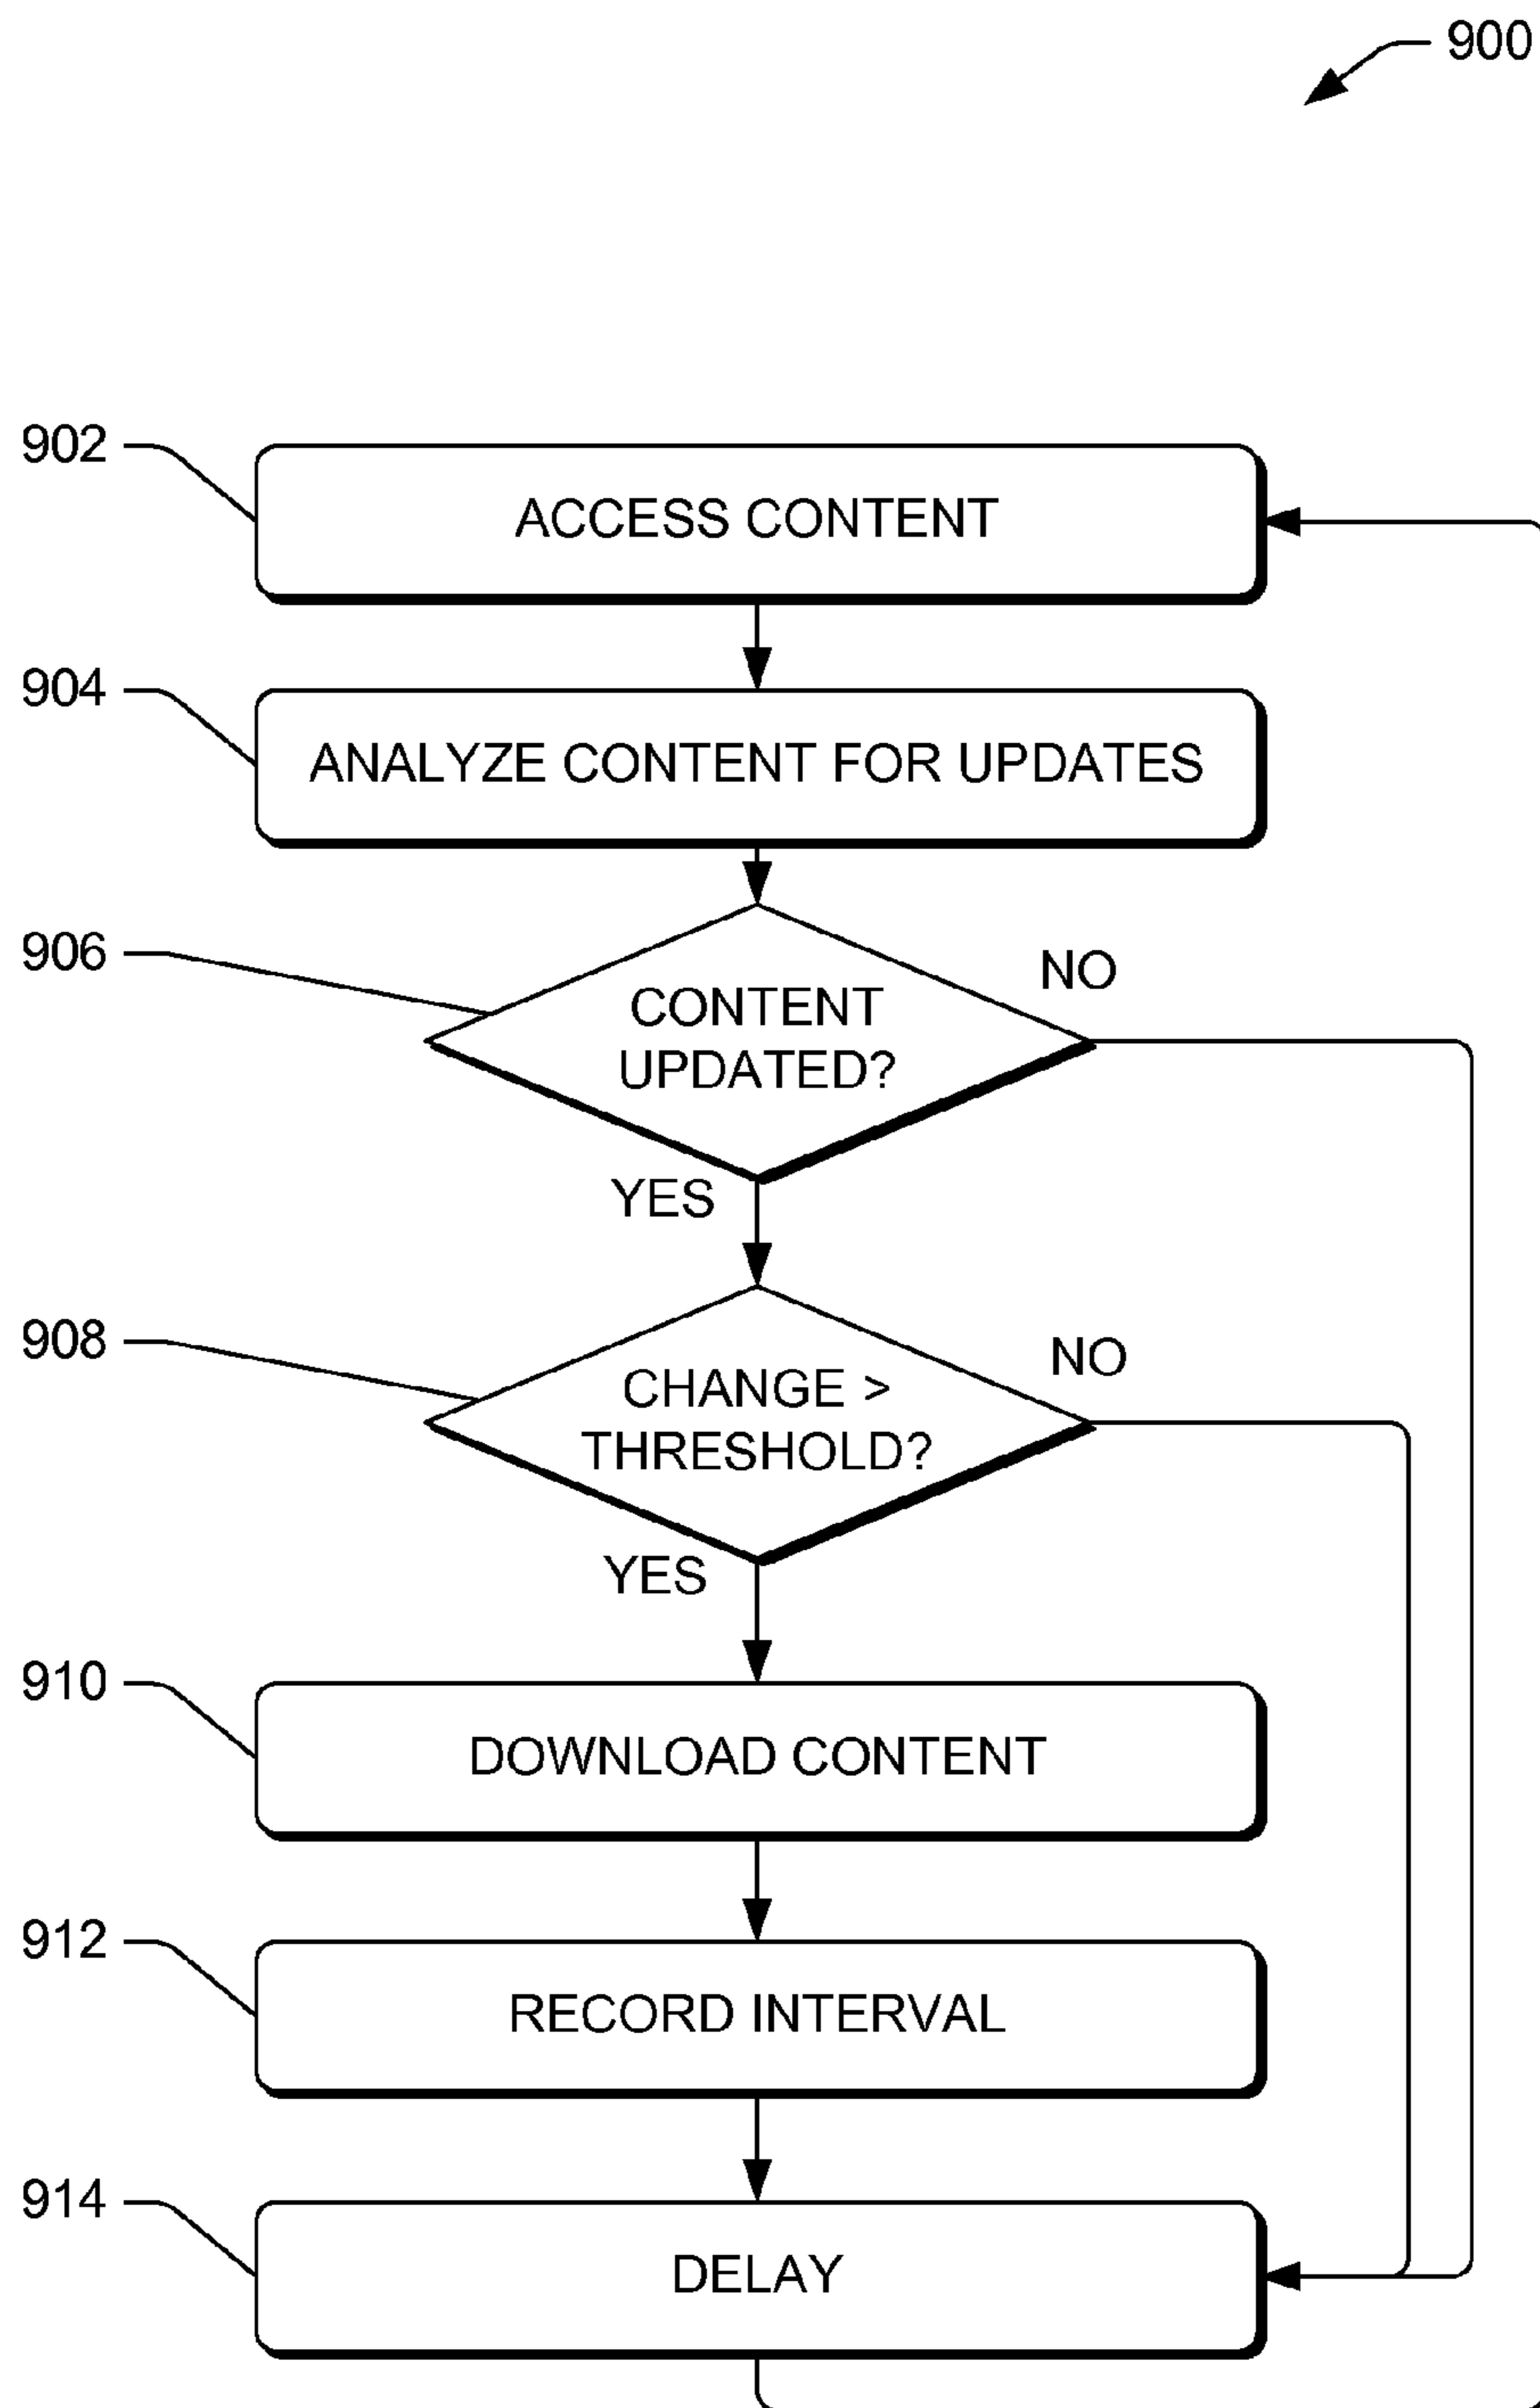 900
902
ACCESS CONTENT
904
ANALYZE CONTENT FOR UPDATES
906
NO
CONTENT
UPDATED?
YES
908
NO
CHANGE >
THRESHOLD?
YES
910
DOWNLOAD CONTENT
912
RECORD INTERVAL
914
DELAY